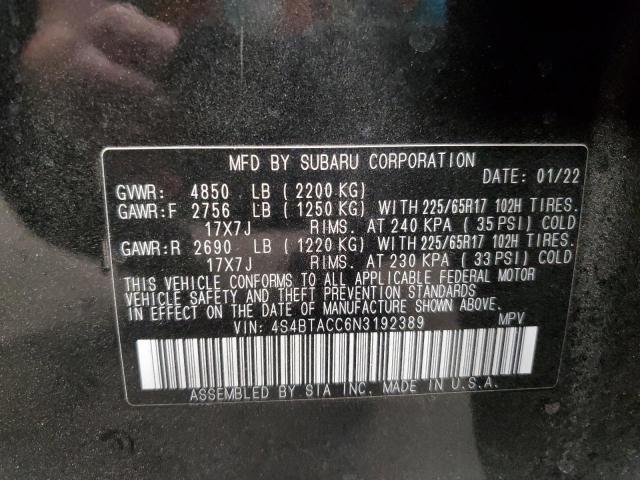 MFD BY SUBARU CORPORATION
DATE: 01/22
GVWR: 4850 LB (2200 KG)
GAWR:F 2756 LB (1250 KG) WITH 225/65R17 102H TIRES.
17X7J RIMS. AT 240 KPA (35 PSI) COLD
GAWR:R 2690 LB (1220 KG) WITH 225/65R17 102H TIRES.
17X7J RIMS. AT 230 KPA (33 PSI) COLD
THIS VEHICLE CONFORMS TO ALL APPLICABLE FEDERAL MOTOR
VEHICLE SAFETY AND THEFT PREVENTION STANDARDS
IN EFFECT ON THE DATE OF MANUFACTURE SHOWN ABOVE.
VIN: 4S4BTACC6N3192389 MPV
ASSEMBLED BY SIA INC. MADE IN U.S.A.